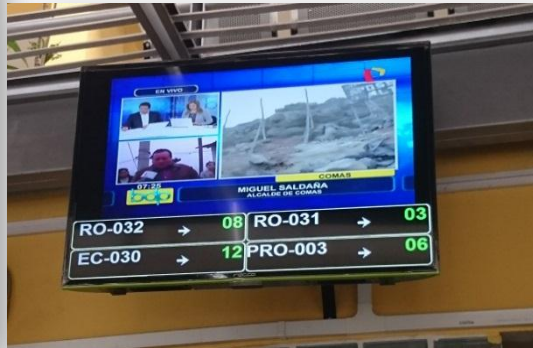 EN VIVO
COMAS
MIGUEL SALDAÑA
ALCALDE DE COMAS
07:25
bdp
RO-032 → 08
RO-031 → 03
EC-030 → 12
PRO-003 → 06